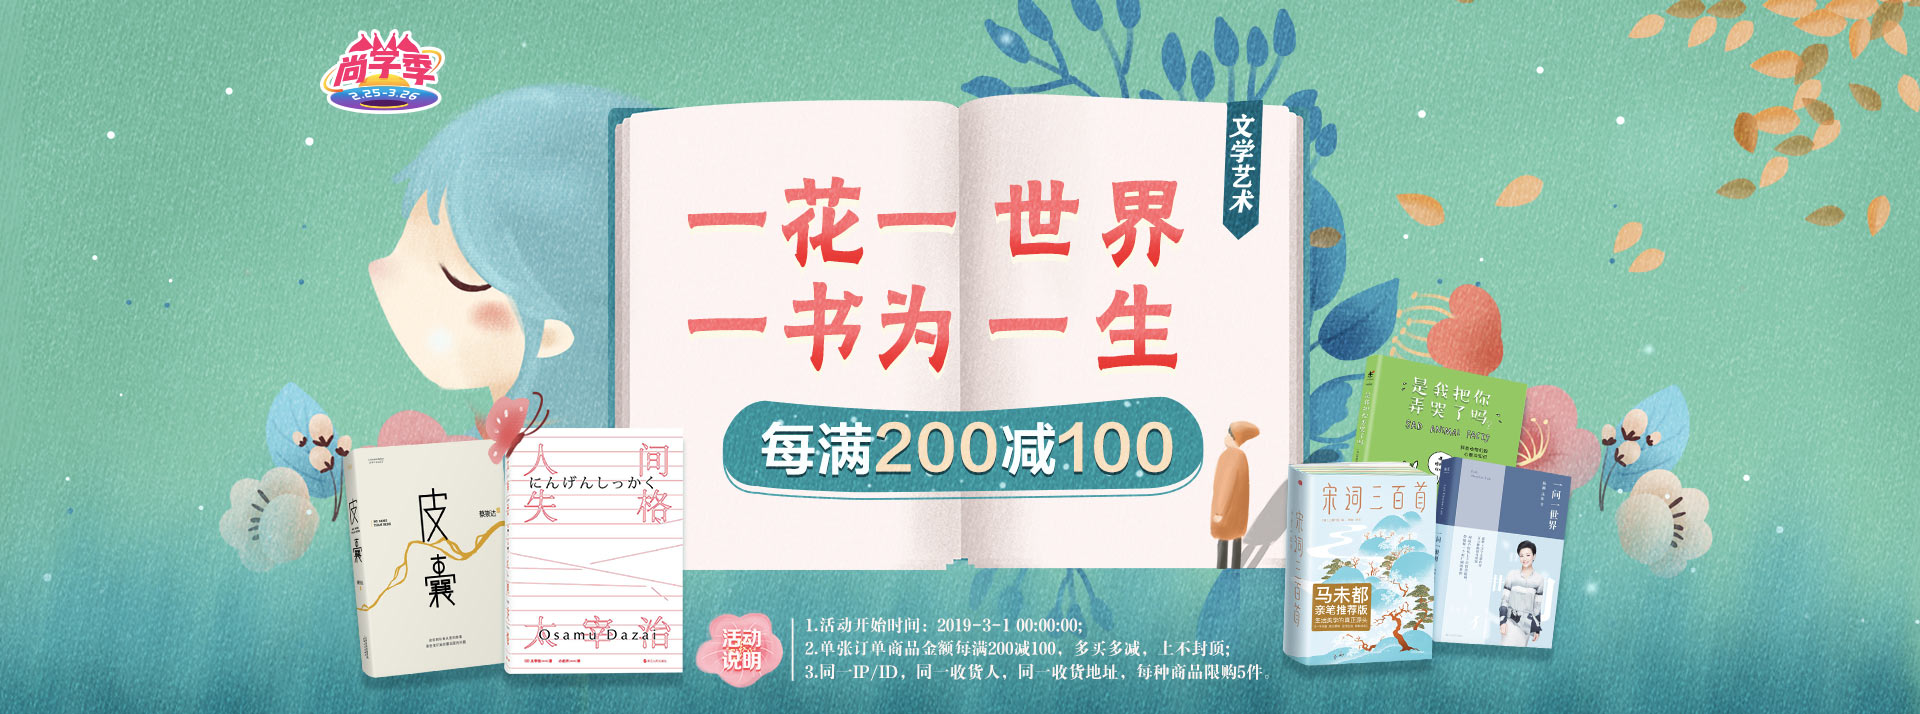 尚学季
2.25-3.26
文学艺术
一花一世界
一书为一生
每满200减100
皮囊
蔡崇达
皮囊
人间
にんげんしっかく
失格
太宰治
Osamu Dazai
是我把你
弄哭了吗
SAD ANIMAL FACTS
宋词三百首
宋词三百首
马未都
亲笔推荐版
一问一世界
活动
说明
1.活动开始时间：2019-3-1 00:00:00;
2.单张订单商品金额每满200减100，多买多减，上不封顶;
3.同一IP/ID，同一收货人，同一收货地址，每种商品限购5件。